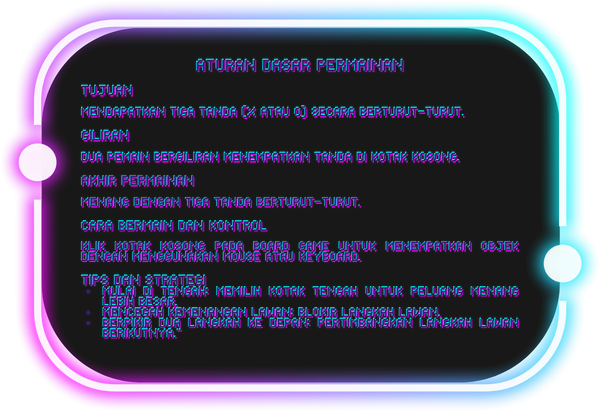 ATURAN DASAR PERMAINAN
TUJUAN
MENDAPATKAN TIGA TANDA (X ATAU O) SECARA BERTURUT-TURUT.
GILIRAN
DUA PEMAIN BERGILIRAN MENEMPATKAN TANDA DI KOTAK KOSONG.
AKHIR PERMAINAN
MENANG DENGAN TIGA TANDA BERTURUT-TURUT.
CARA BERMAIN DAN KONTROL
KLIK KOTAK KOSONG PADA BOARD GAME UNTUK MENEMPATKAN OBJEK
DENGAN MENGGUNAKAN MOUSE ATAU KEYBOARD.
TIPS DAN STRATEGI
• MULAI DI TENGAH: MEMILIH KOTAK TENGAH UNTUK PELUANG MENANG
LEBIH BESAR.
• MENCEGAH KEMENANGAN LAWAN: BLOKIR LANGKAH LAWAN.
• BERPIKIR DUA LANGKAH KE DEPAN: PERTIMBANGKAN LANGKAH LAWAN
BERIKUTNYA."